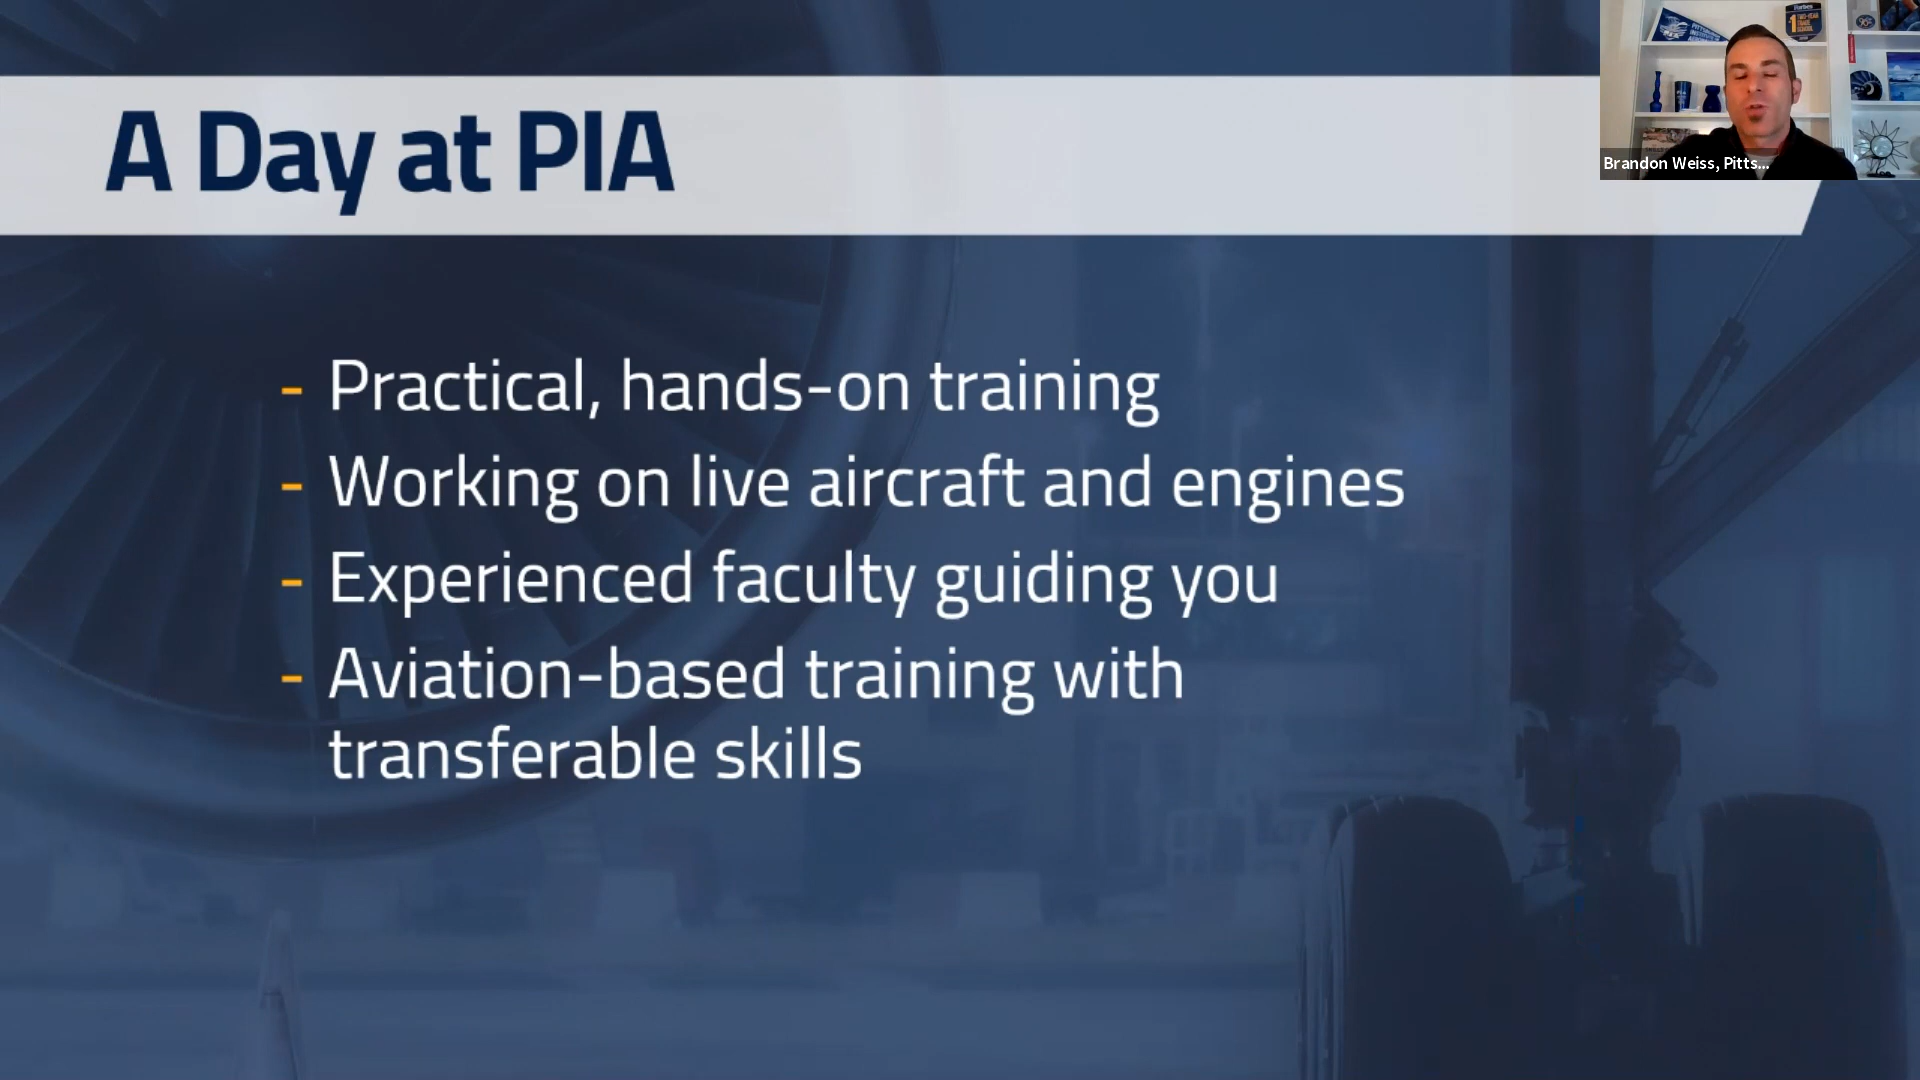 A Day at PIA
Brandon Weiss, Pitts...
- Practical, hands-on training
- Working on live aircraft and engines
- Experienced faculty guiding you
- Aviation-based training with
transferable skills